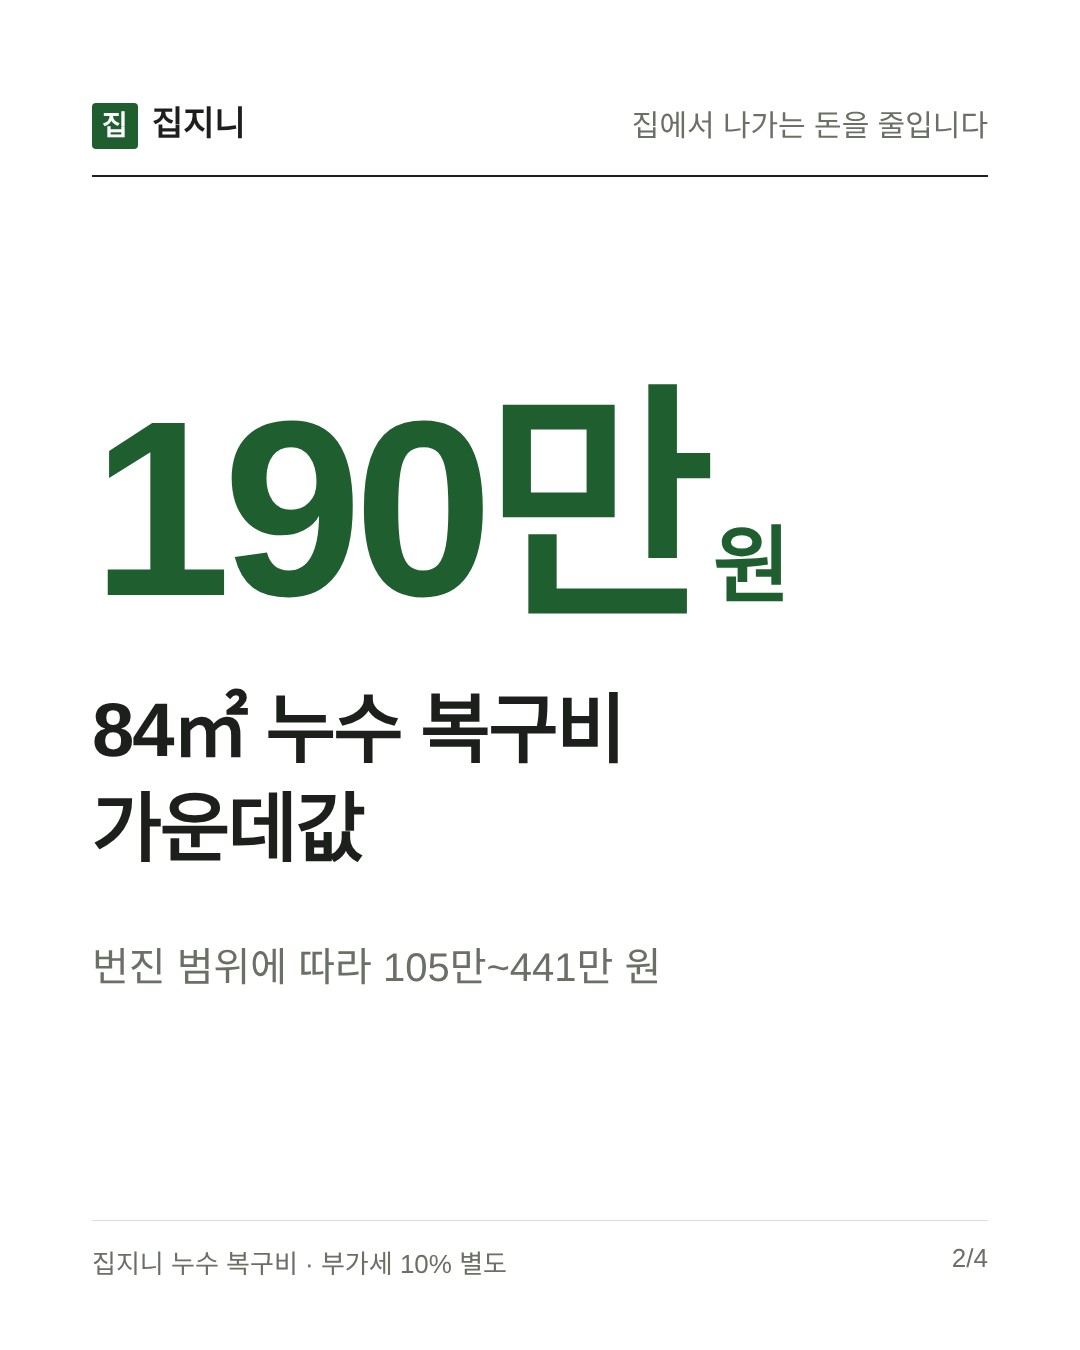 집 집지니
집에서 나가는 돈을 줄입니다
190만원
84㎡ 누수 복구비
가운데값
번진 범위에 따라 105만~441만 원
집지니 누수 복구비 · 부가세 10% 별도
2/4